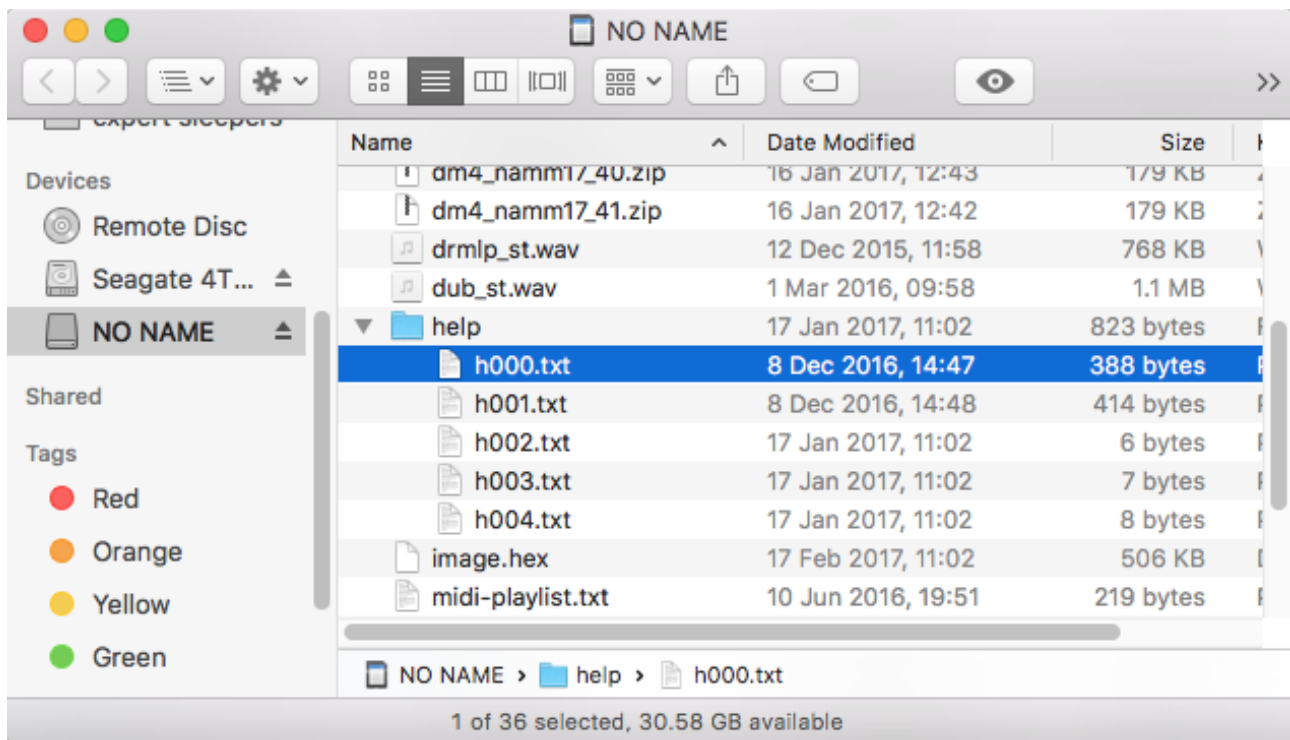 NO NAME
expert sleepers
Devices
Remote Disc
Seagate 4T...
NO NAME
Shared
Tags
Red
Orange
Yellow
Green
Name Date Modified Size
dm4_namm17_40.zip 16 Jan 2017, 12:43 179 KB
dm4_namm17_41.zip 16 Jan 2017, 12:42 179 KB
drmlp_st.wav 12 Dec 2015, 11:58 768 KB
dub_st.wav 1 Mar 2016, 09:58 1.1 MB
help 17 Jan 2017, 11:02 823 bytes
h000.txt 8 Dec 2016, 14:47 388 bytes
h001.txt 8 Dec 2016, 14:48 414 bytes
h002.txt 17 Jan 2017, 11:02 6 bytes
h003.txt 17 Jan 2017, 11:02 7 bytes
h004.txt 17 Jan 2017, 11:02 8 bytes
image.hex 17 Feb 2017, 11:02 506 KB
midi-playlist.txt 10 Jun 2016, 19:51 219 bytes
NO NAME › help › h000.txt
1 of 36 selected, 30.58 GB available